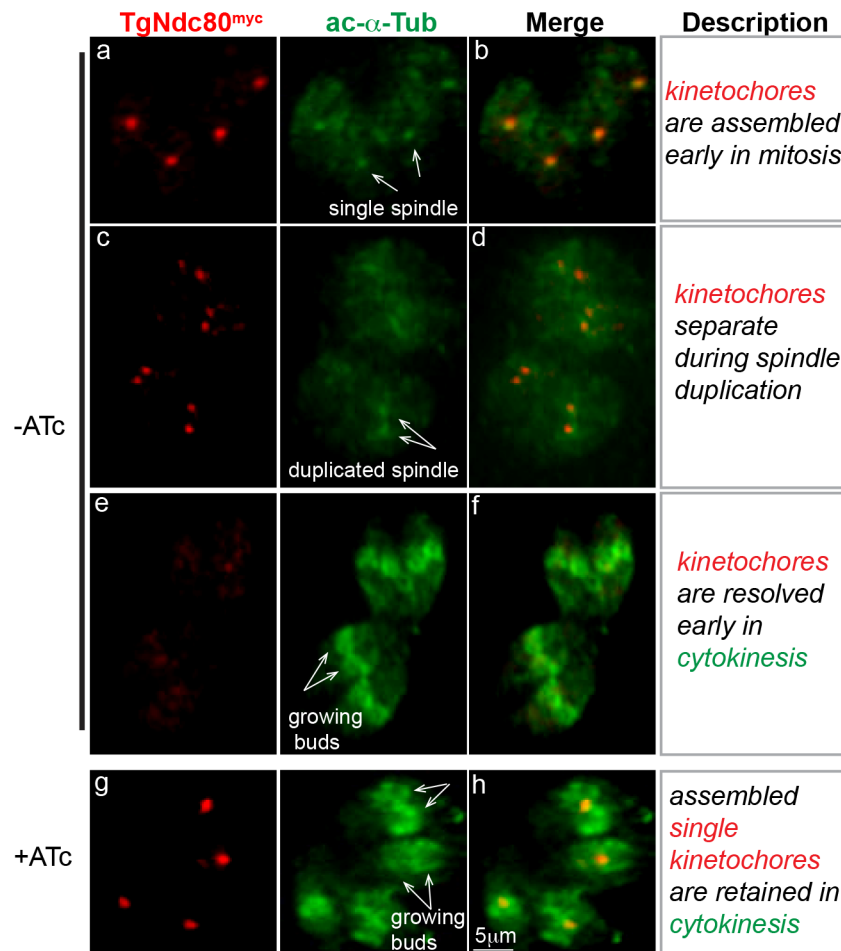 TgNdc80myc ac-α-Tub Merge Description
-ATc
a b
single spindle
kinetochores
are assembled
early in mitosis
c d
duplicated spindle
kinetochores
separate
during spindle
duplication
e f
growing
buds
kinetochores
are resolved
early in
cytokinesis
+ATc
g h
growing
buds
5μm
assembled
single
kinetochores
are retained in
cytokinesis